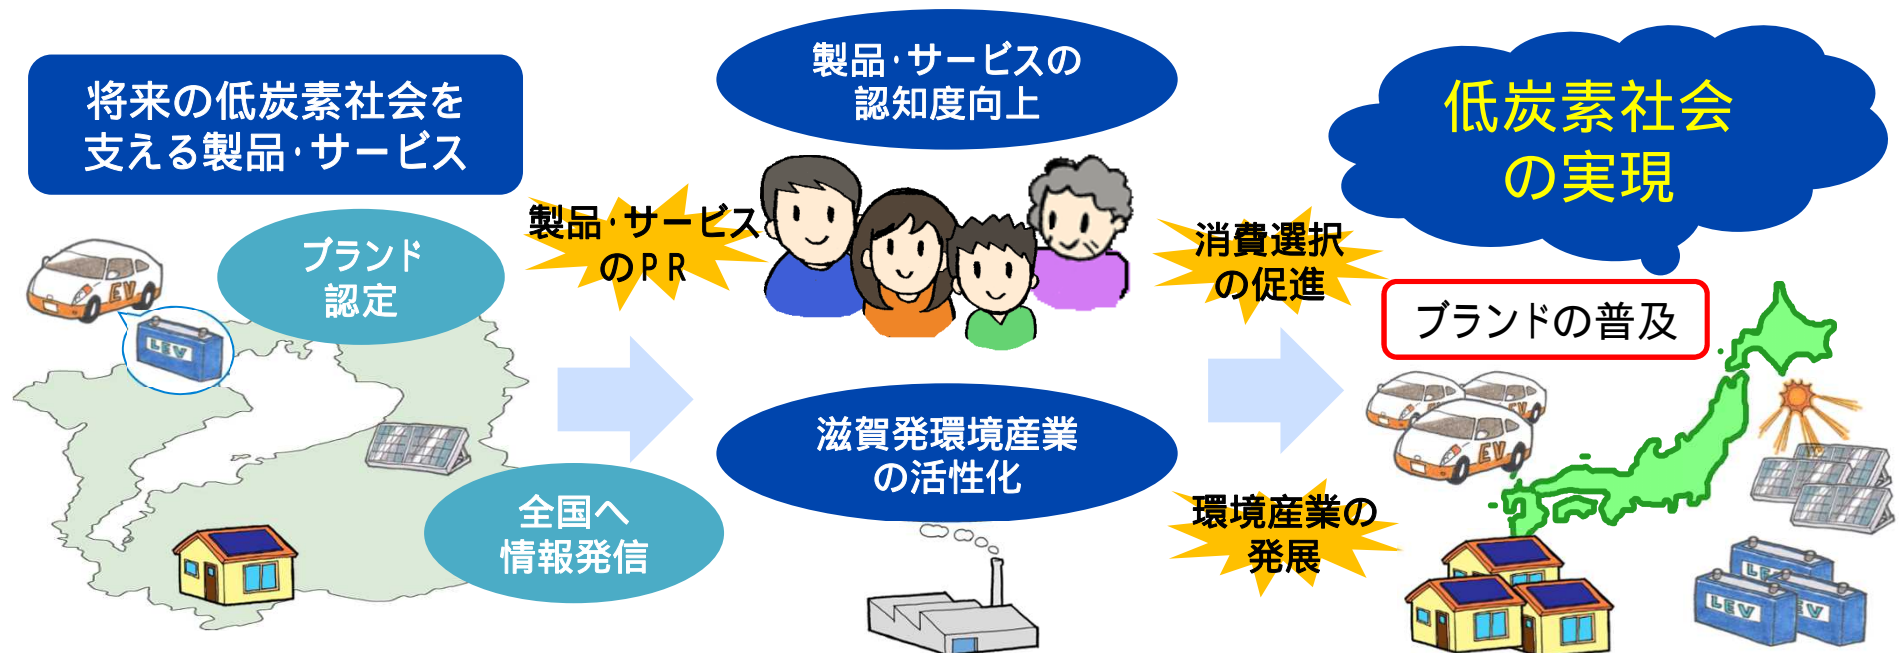 将来の低炭素社会を
支える製品・サービス
ブランド
認定
EV
LEV
全国へ
情報発信
製品・サービス
のPR
製品・サービスの
認知度向上
滋賀発環境産業
の活性化
消費選択
の促進
環境産業の
発展
低炭素社会
の実現
ブランドの普及
EV
EV
EV
LEV
LEV
EV